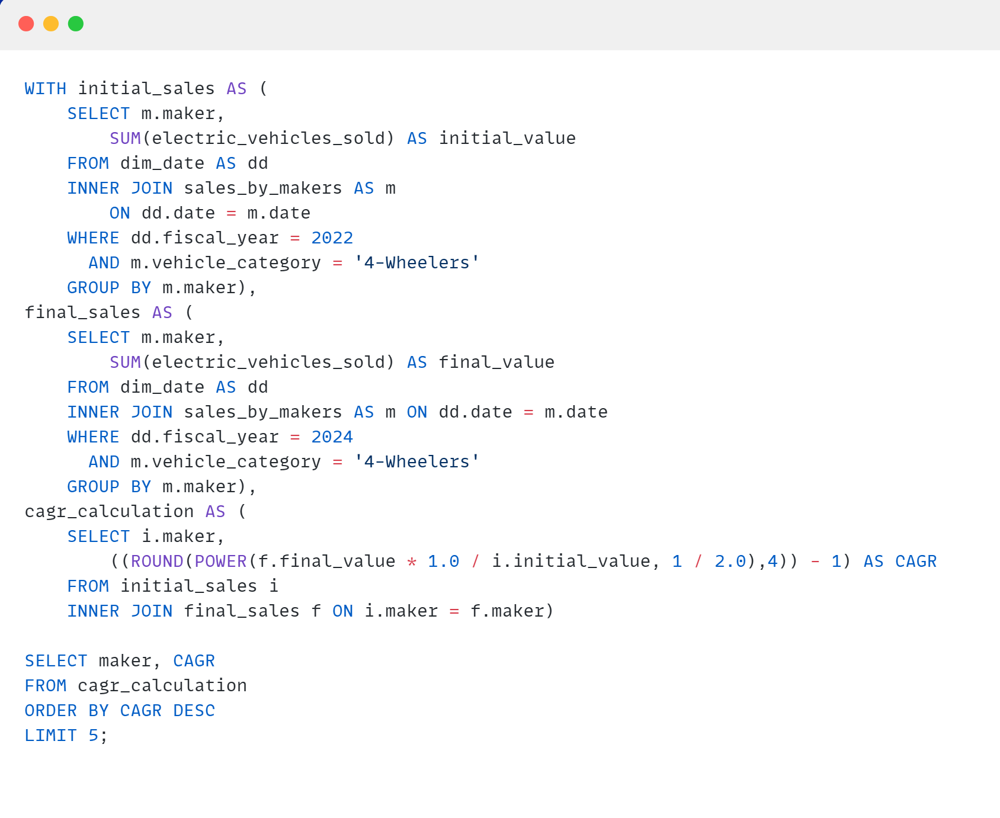 WITH initial_sales AS (
    SELECT m.maker,
        SUM(electric_vehicles_sold) AS initial_value
    FROM dim_date AS dd
    INNER JOIN sales_by_makers AS m
        ON dd.date = m.date
    WHERE dd.fiscal_year = 2022
      AND m.vehicle_category = '4-Wheelers'
    GROUP BY m.maker),
final_sales AS (
    SELECT m.maker,
        SUM(electric_vehicles_sold) AS final_value
    FROM dim_date AS dd
    INNER JOIN sales_by_makers AS m ON dd.date = m.date
    WHERE dd.fiscal_year = 2024
      AND m.vehicle_category = '4-Wheelers'
    GROUP BY m.maker),
cagr_calculation AS (
    SELECT i.maker,
        ((ROUND(POWER(f.final_value * 1.0 / i.initial_value, 1 / 2.0),4)) - 1) AS CAGR
    FROM initial_sales i
    INNER JOIN final_sales f ON i.maker = f.maker)

SELECT maker, CAGR
FROM cagr_calculation
ORDER BY CAGR DESC
LIMIT 5;